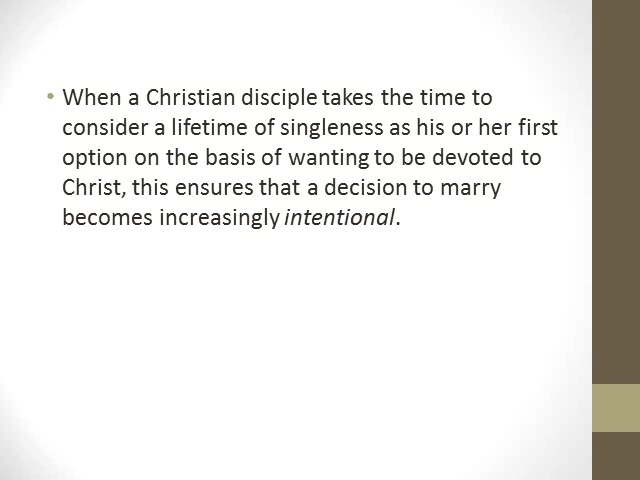 • When a Christian disciple takes the time to
consider a lifetime of singleness as his or her first
option on the basis of wanting to be devoted to
Christ, this ensures that a decision to marry
becomes increasingly intentional.